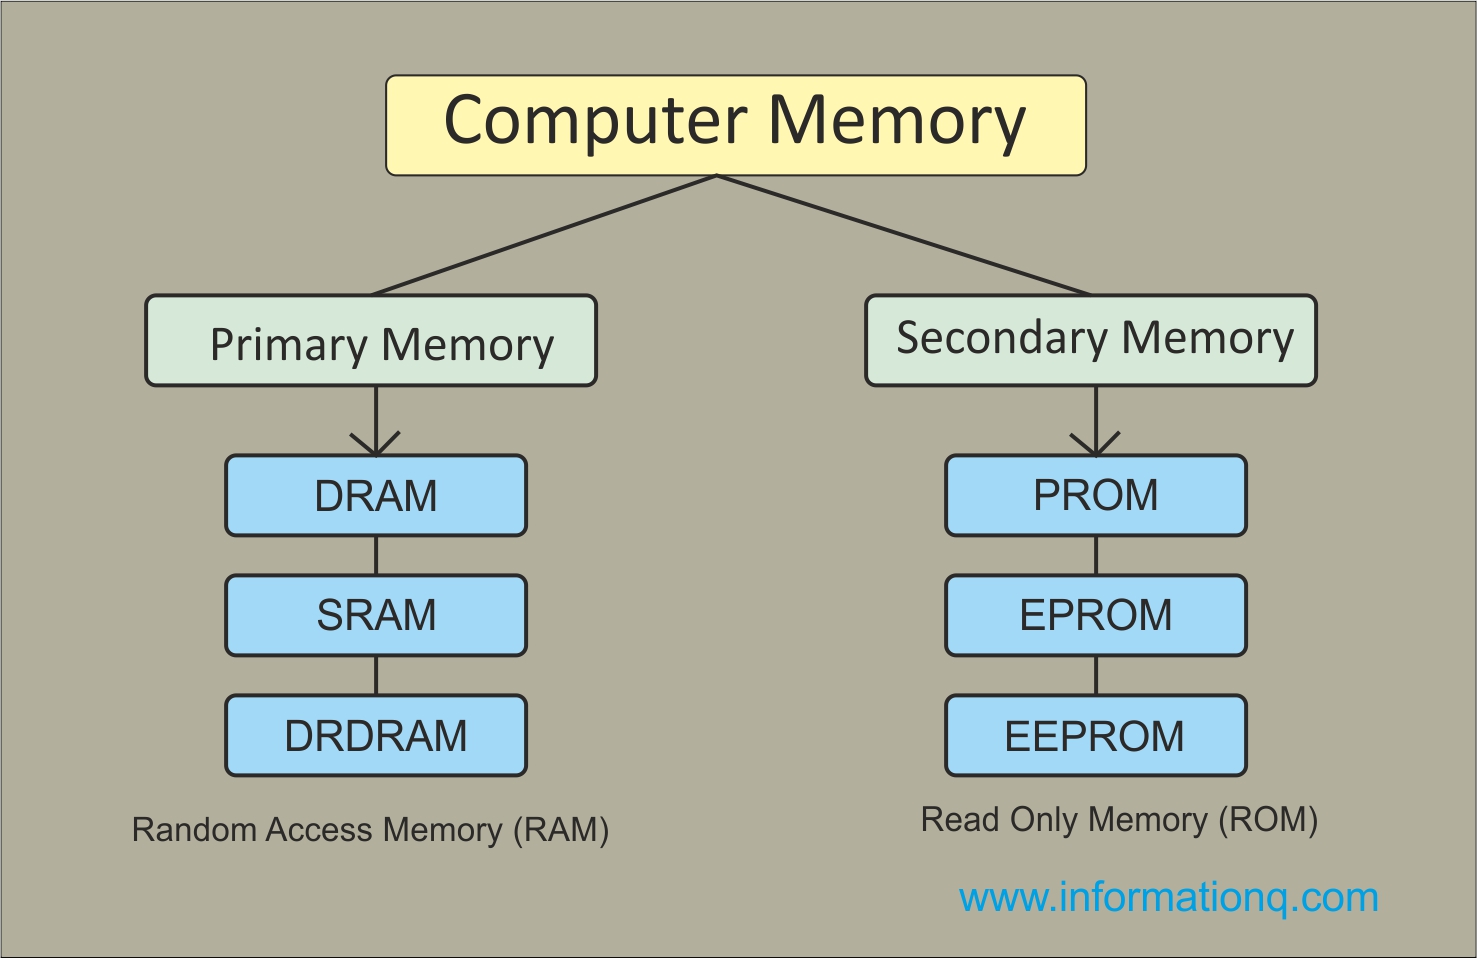 Computer Memory
Primary Memory
DRAM
SRAM
DRDRAM
Random Access Memory (RAM)
Secondary Memory
PROM
EPROM
EEPROM
Read Only Memory (ROM)
www.informationq.com